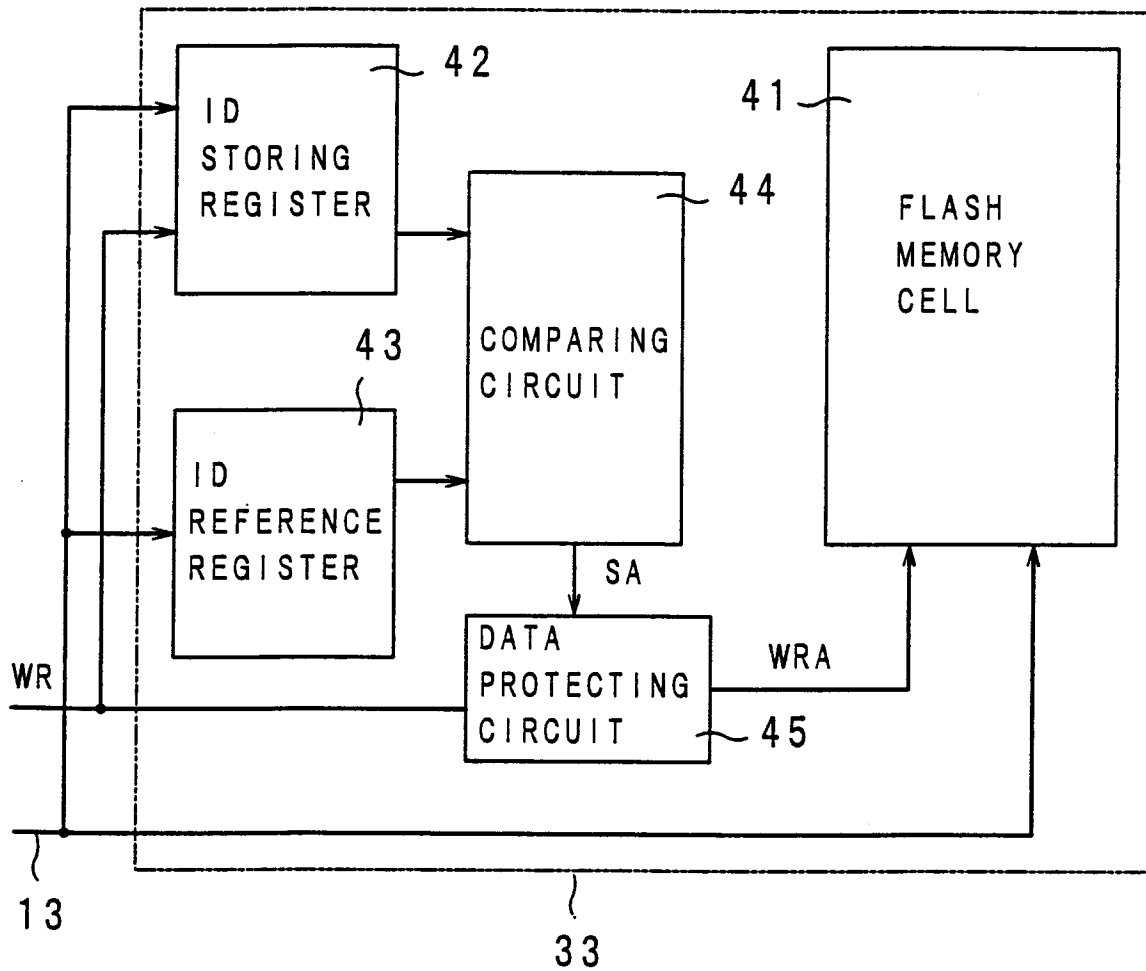 42
ID
STORING
REGISTER
41
FLASH
MEMORY
CELL
44
COMPARING
CIRCUIT
43
ID
REFERENCE
REGISTER
SA
DATA
PROTECTING
CIRCUIT
45
WRA
WR
13
33